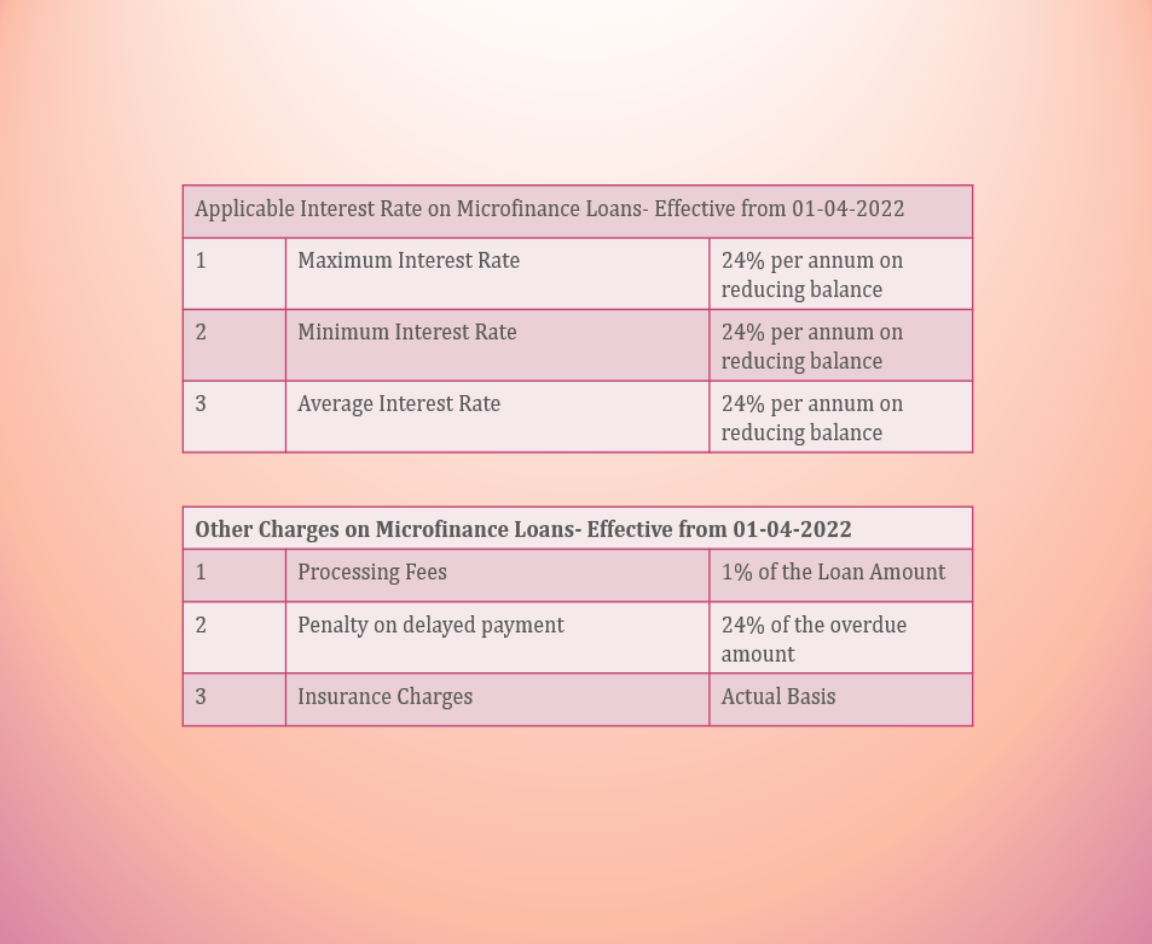 Applicable Interest Rate on Microfinance Loans- Effective from 01-04-2022
1 Maximum Interest Rate 24% per annum on
reducing balance
2 Minimum Interest Rate 24% per annum on
reducing balance
3 Average Interest Rate 24% per annum on
reducing balance
Other Charges on Microfinance Loans- Effective from 01-04-2022
1 Processing Fees 1% of the Loan Amount
2 Penalty on delayed payment 24% of the overdue
amount
3 Insurance Charges Actual Basis